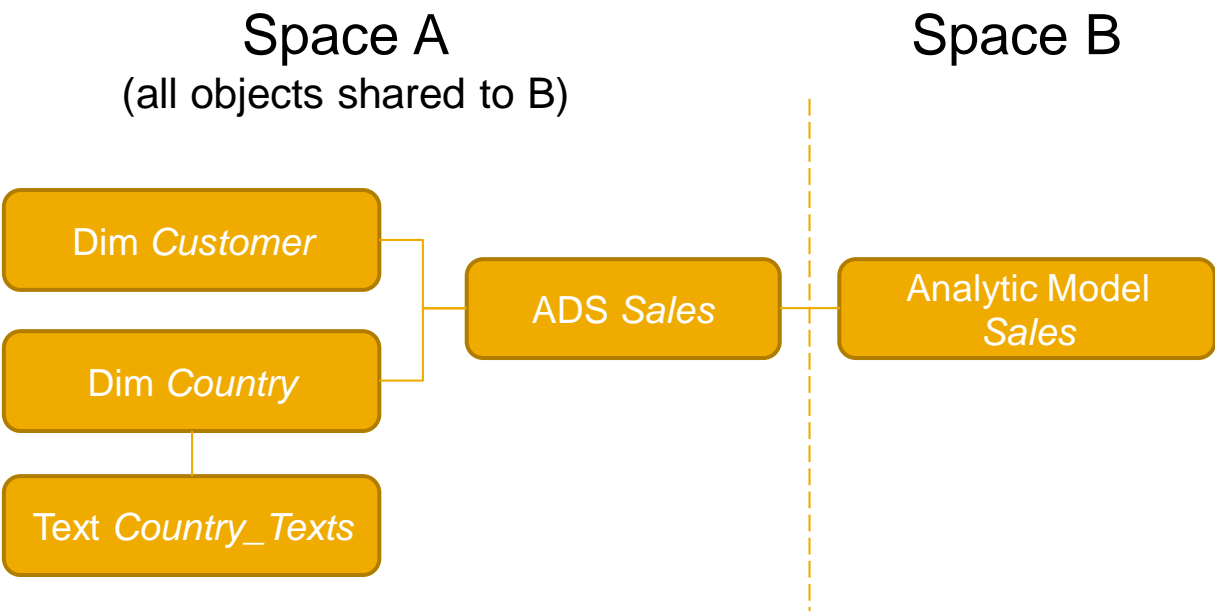 Space A
(all objects shared to B)
Space B
Dim Customer
Dim Country
Text Country_Texts
ADS Sales
Analytic Model
Sales